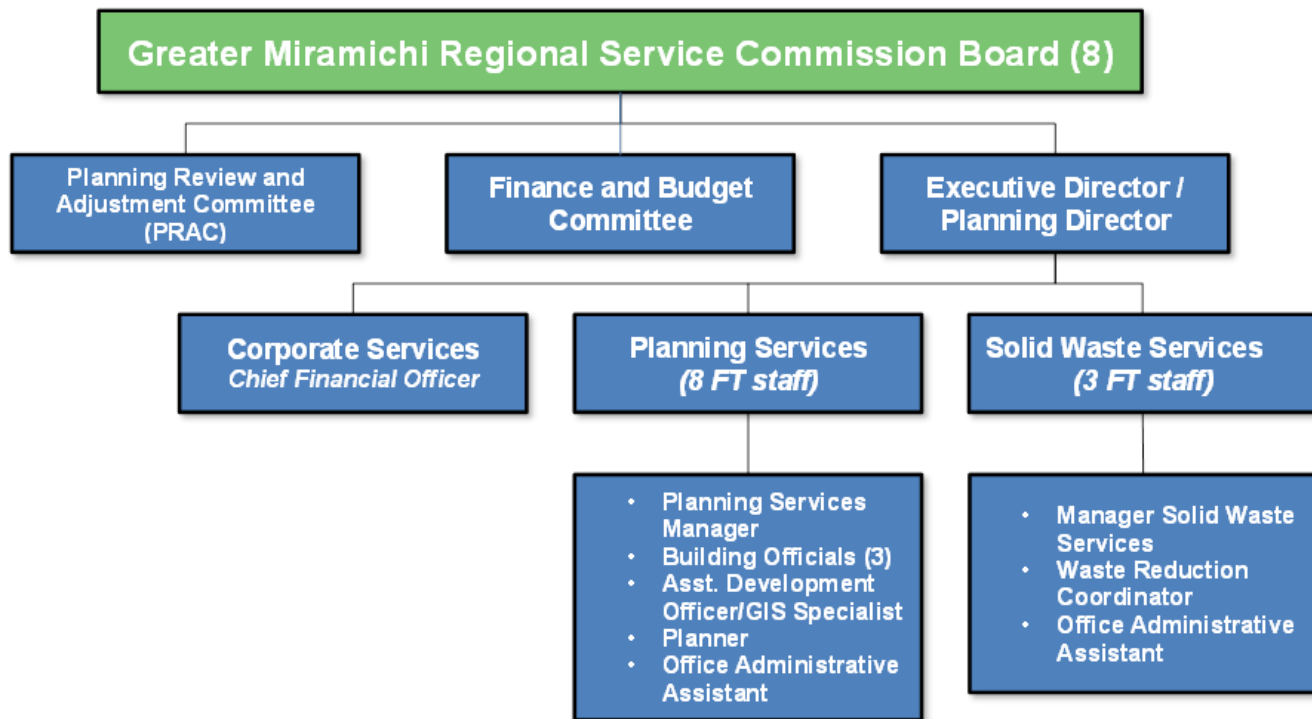 Greater Miramichi Regional Service Commission Board (8)
Planning Review and
Adjustment Committee
(PRAC)
Finance and Budget
Committee
Executive Director /
Planning Director
Corporate Services
Chief Financial Officer
Planning Services
(8 FT staff)
Solid Waste Services
(3 FT staff)
• Planning Services
Manager
• Building Officials (3)
• Asst. Development
Officer/GIS Specialist
• Planner
• Office Administrative
Assistant
• Manager Solid Waste
Services
• Waste Reduction
Coordinator
• Office Administrative
Assistant